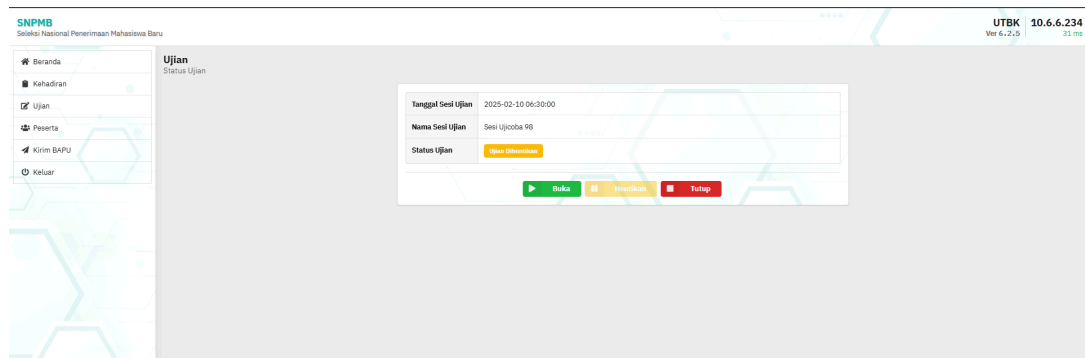 SNPMB
Seleksi Nasional Penerimaan Mahasiswa Baru
UTBK
Ver 6.2.5
10.6.6.234
31 ms
Beranda
Kehadiran
Ujian
Peserta
Kirim BAPU
Keluar
Ujian
Status Ujian
Tanggal Sesi Ujian 2025-02-10 06:30:00
Nama Sesi Ujian Sesi Ujicoba 98
Status Ujian Ujian Dihentikan
Buka Hentikan Tutup